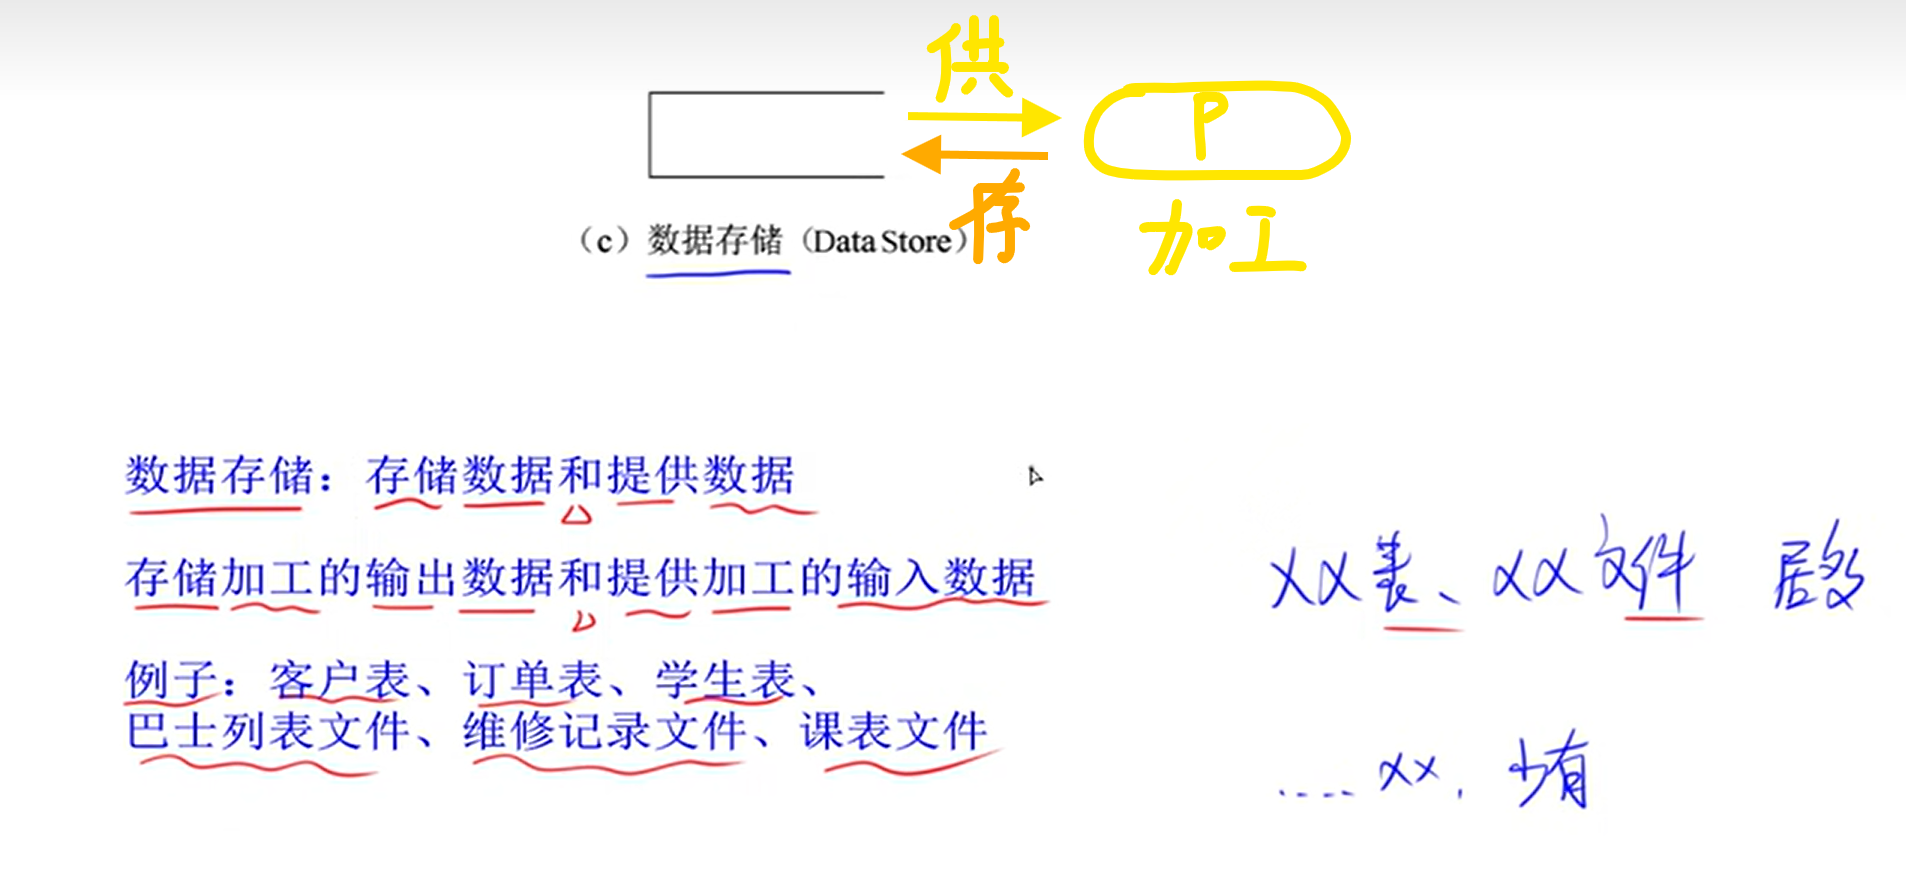 供
P
存
加工
（c）数据存储（Data Store）
数据存储：存储数据和提供数据
存储加工的输出数据和提供加工的输入数据
XX表、XX文件 居多
例子：客户表、订单表、学生表、
巴士列表文件、维修记录文件、课表文件
.... XX, 少有